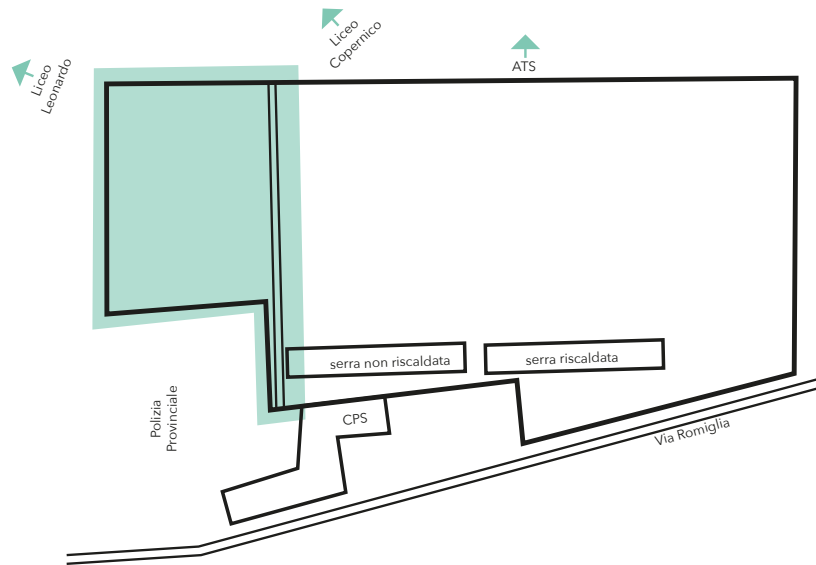 Liceo
Leonardo
Liceo
Copernico
ATS
serra non riscaldata
serra riscaldata
Polizia
Provinciale
CPS
Via Romiglia